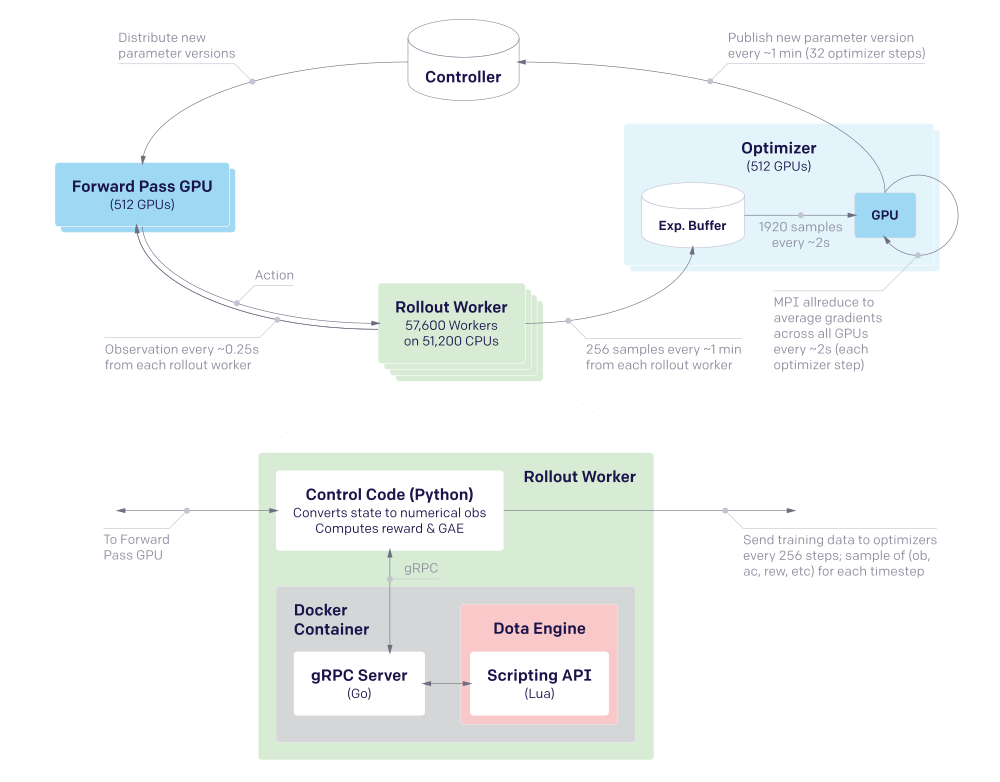 Distribute new
parameter versions
Controller
Publish new parameter version
every ~1 min (32 optimizer steps)
Forward Pass GPU
(512 GPUs)
Optimizer
(512 GPUs)
Exp. Buffer
1920 samples
every ~2s
GPU
Action
Observation every ~0.25s
from each rollout worker
Rollout Worker
57,600 Workers
on 51,200 CPUs
256 samples every ~1 min
from each rollout worker
MPI allreduce to
average gradients
across all GPUs
every ~2s (each
optimizer step)
Rollout Worker
Control Code (Python)
Converts state to numerical obs
Computes reward & GAE
To Forward
Pass GPU
Send training data to optimizers
every 256 steps; sample of (ob,
ac, rew, etc) for each timestep
gRPC
Docker
Container
Dota Engine
gRPC Server
(Go)
Scripting API
(Lua)